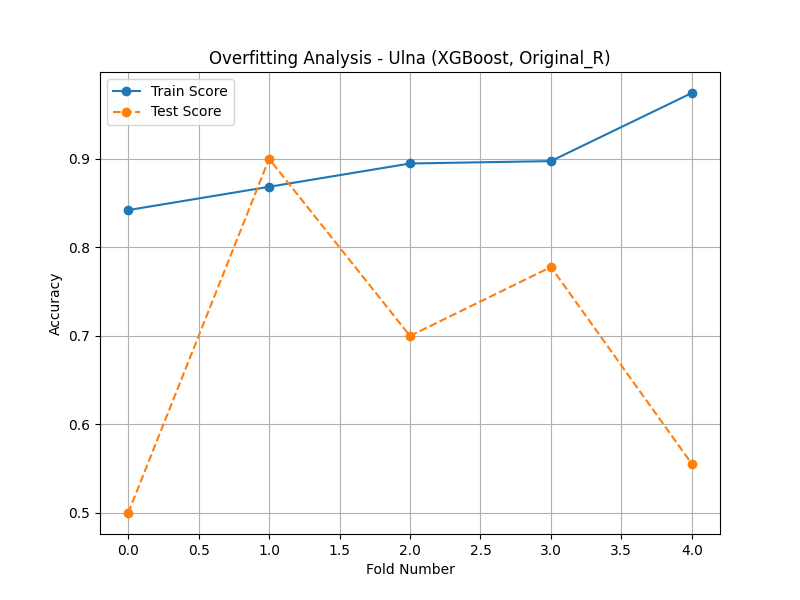 Overfitting Analysis - Ulna (XGBoost, Original_R)
Train Score
Test Score
0.9
0.8
0.7
0.6
0.5
Accuracy
0.0 0.5 1.0 1.5 2.0 2.5 3.0 3.5 4.0
Fold Number